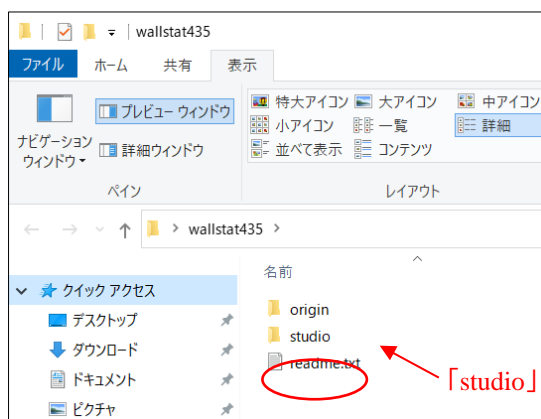 wallstat435
ファイル ホーム 共有 表示
ナビゲーション ウィンドウ
プレビュー ウィンドウ
詳細ウィンドウ
ペイン
特大アイコン 大アイコン 中アイコン
小アイコン 一覧 詳細
並べて表示 コンテンツ
レイアウト
wallstat435
名前
クイック アクセス
デスクトップ
ダウンロード
ドキュメント
ピクチャ
origin
studio
readme.txt
「studio」